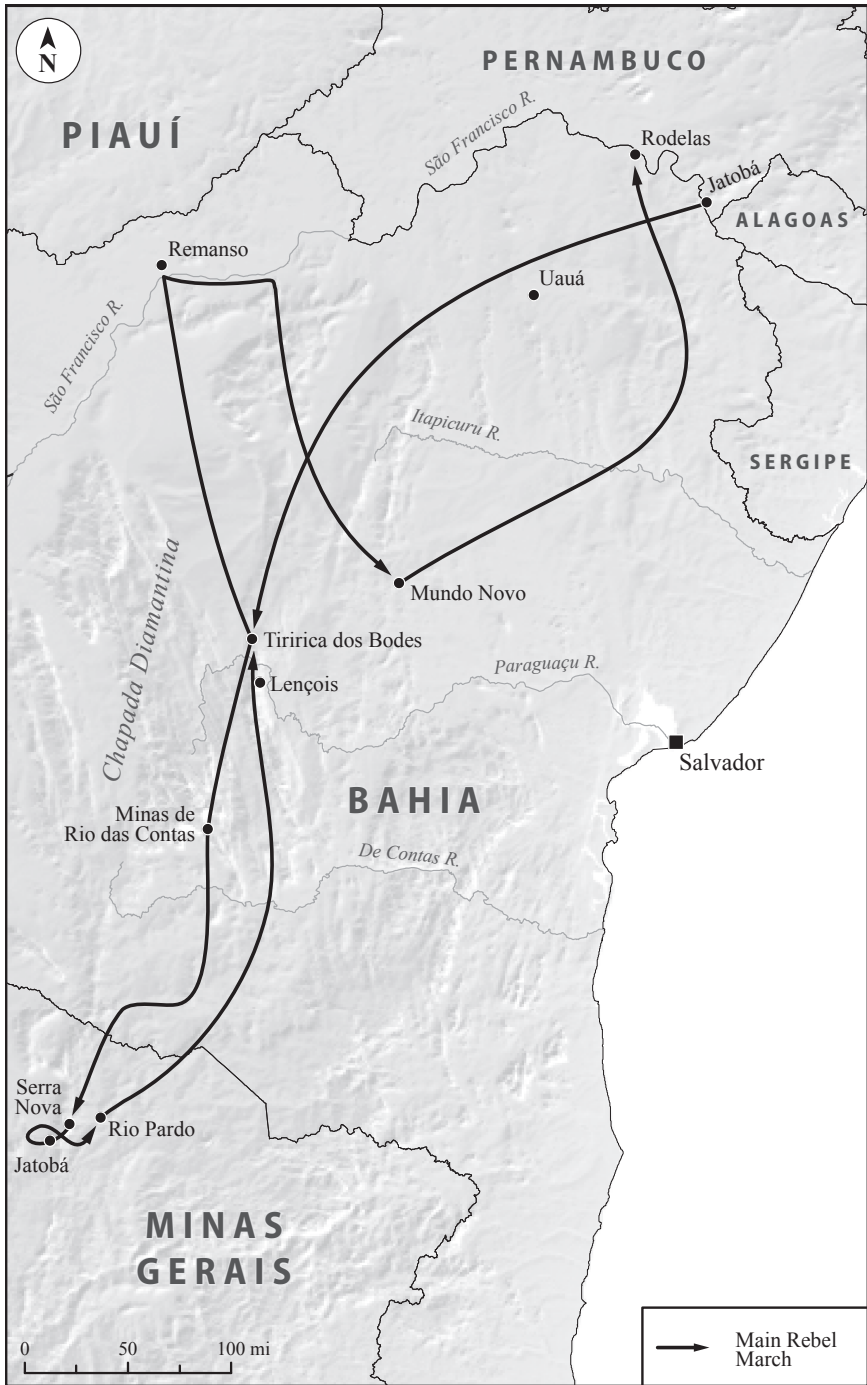 N
PERNAMBUCO
PIAUÍ
São Francisco R.
Rodelas
Jatobá
ALAGOAS
Remanso
Uauá
São Francisco R.
Itapicuru R.
SERGIPE
Mundo Novo
Chapada Diamantina
Tiririca dos Bodes
Paraguaçu R.
Lençois
Salvador
BAHIA
Minas de
Rio das Contas
De Contas R.
Serra
Nova
Rio Pardo
Jatobá
MINAS
GERAIS
0 50 100 mi
Main Rebel
March